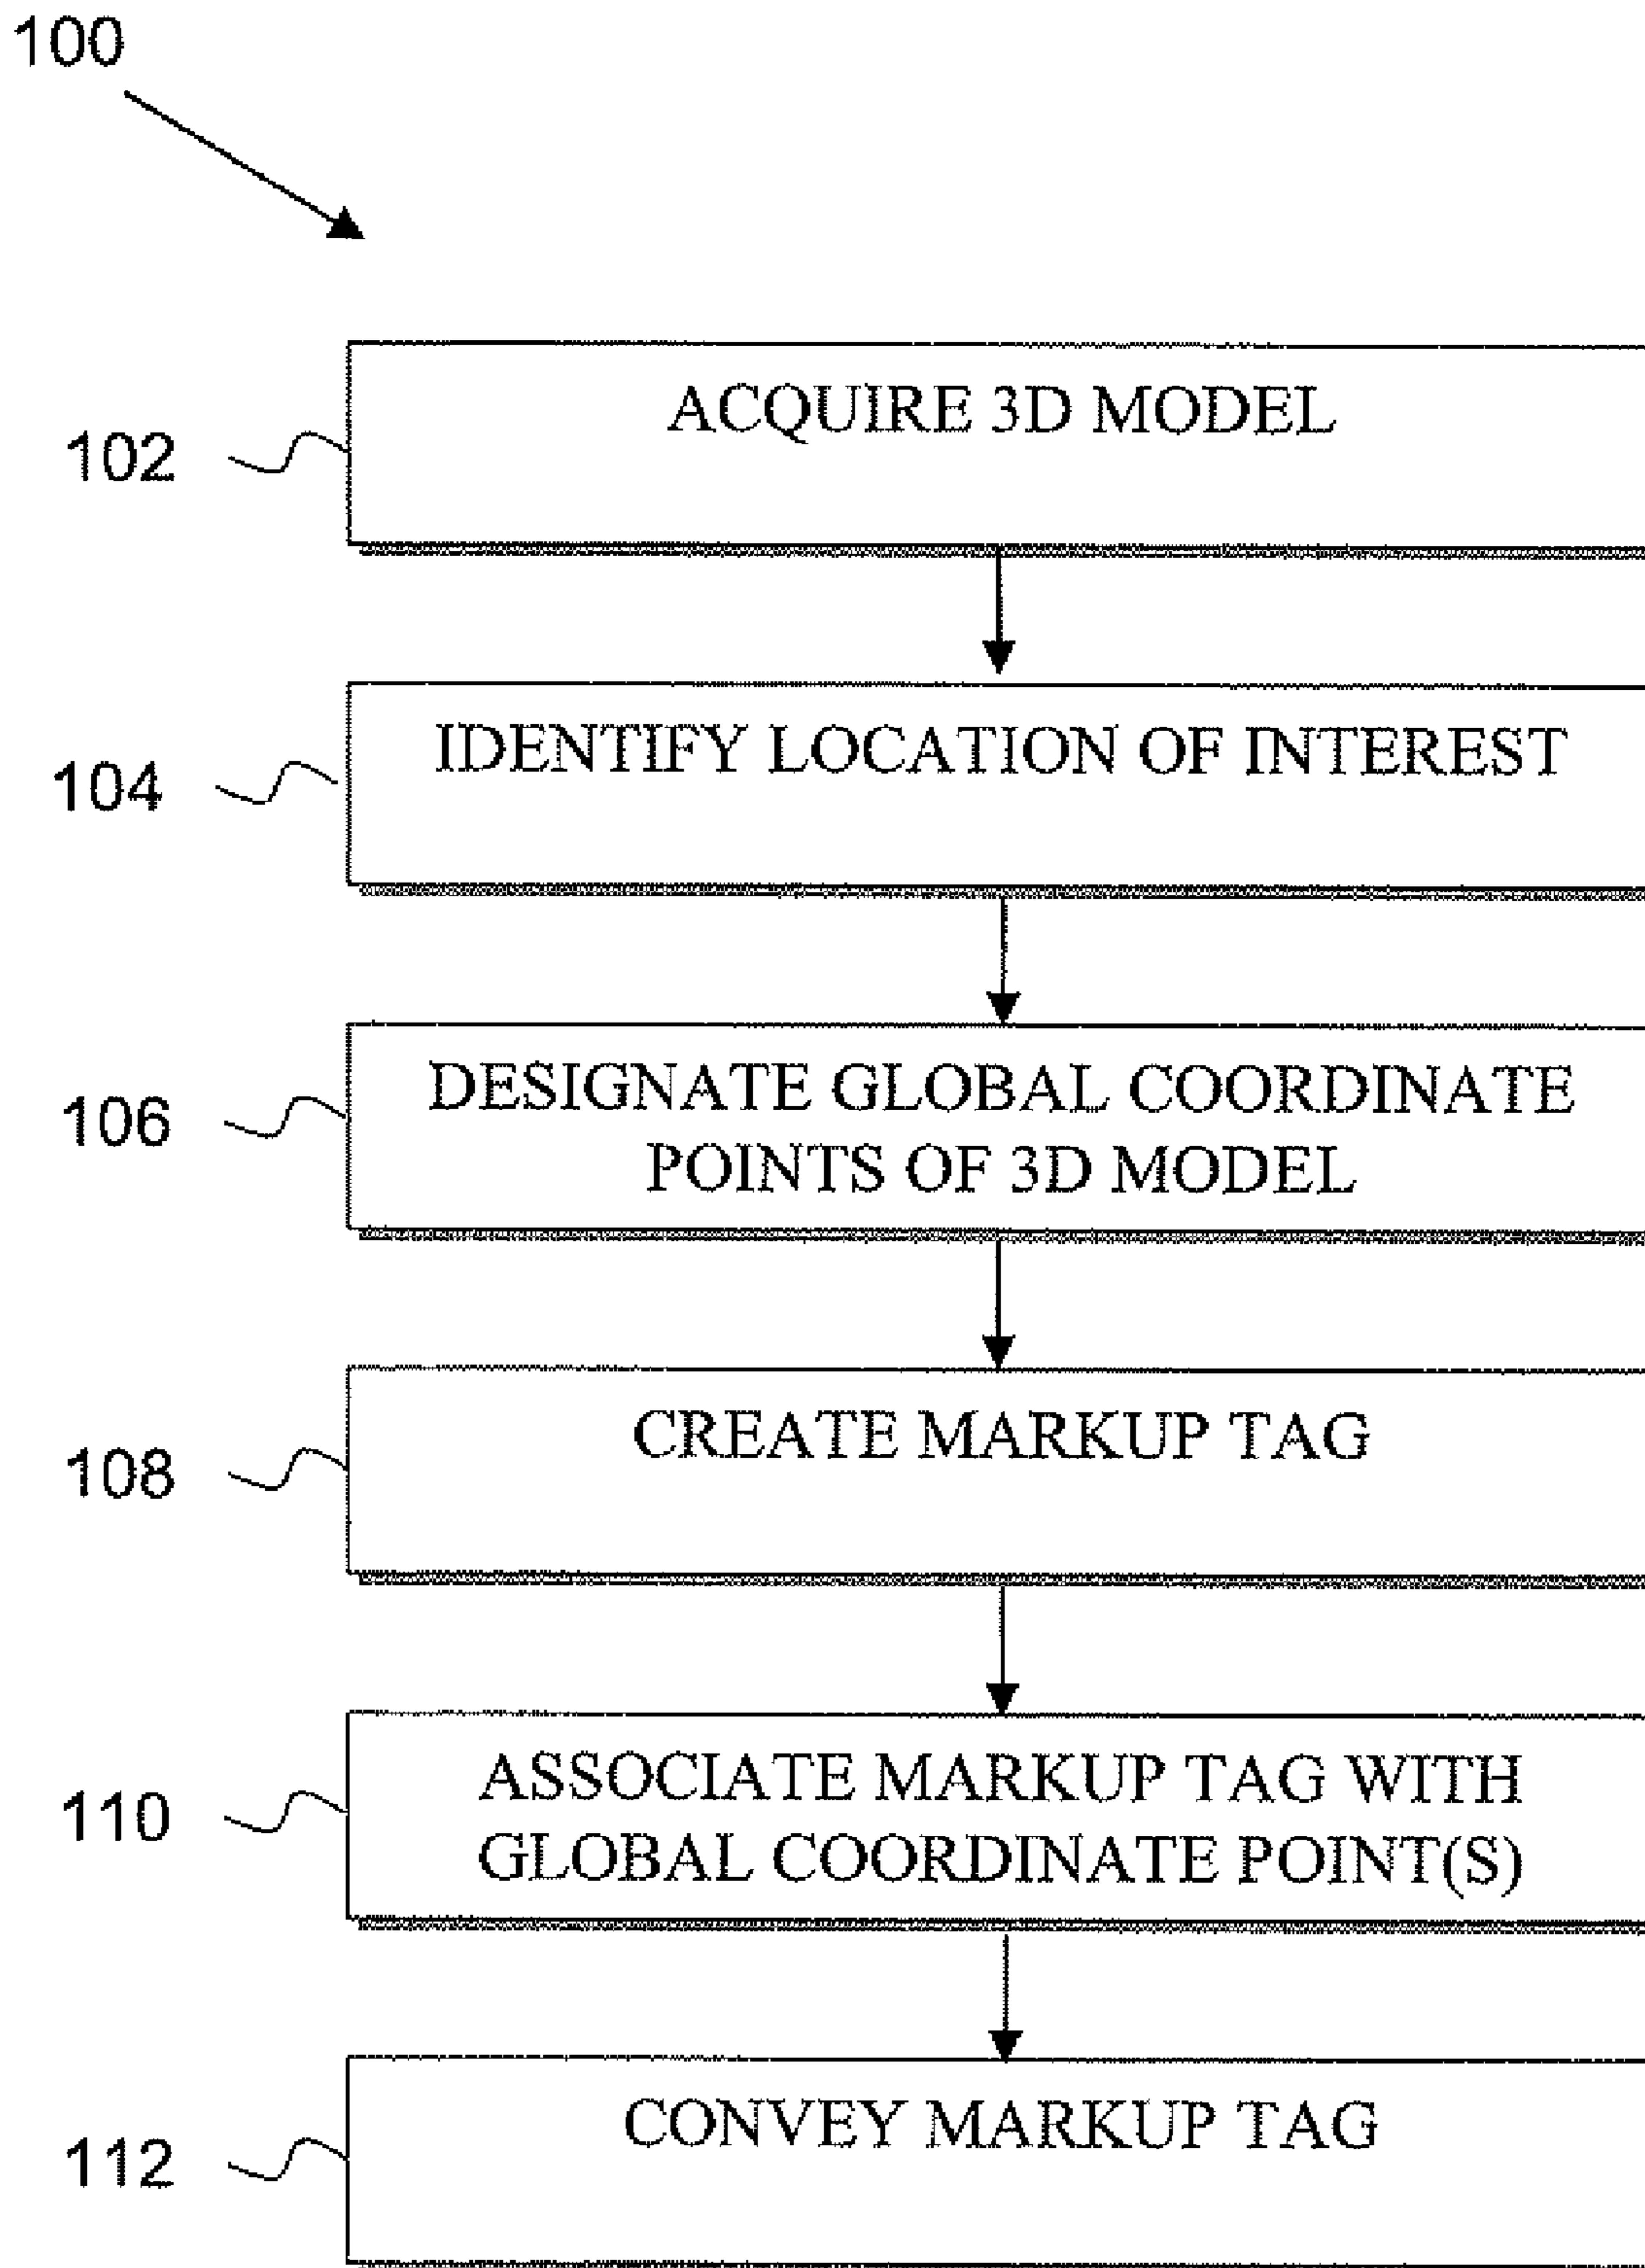 100
102
ACQUIRE 3D MODEL
104
IDENTIFY LOCATION OF INTEREST
106
DESIGNATE GLOBAL COORDINATE
POINTS OF 3D MODEL
108
CREATE MARKUP TAG
110
ASSOCIATE MARKUP TAG WITH
GLOBAL COORDINATE POINT(S)
112
CONVEY MARKUP TAG